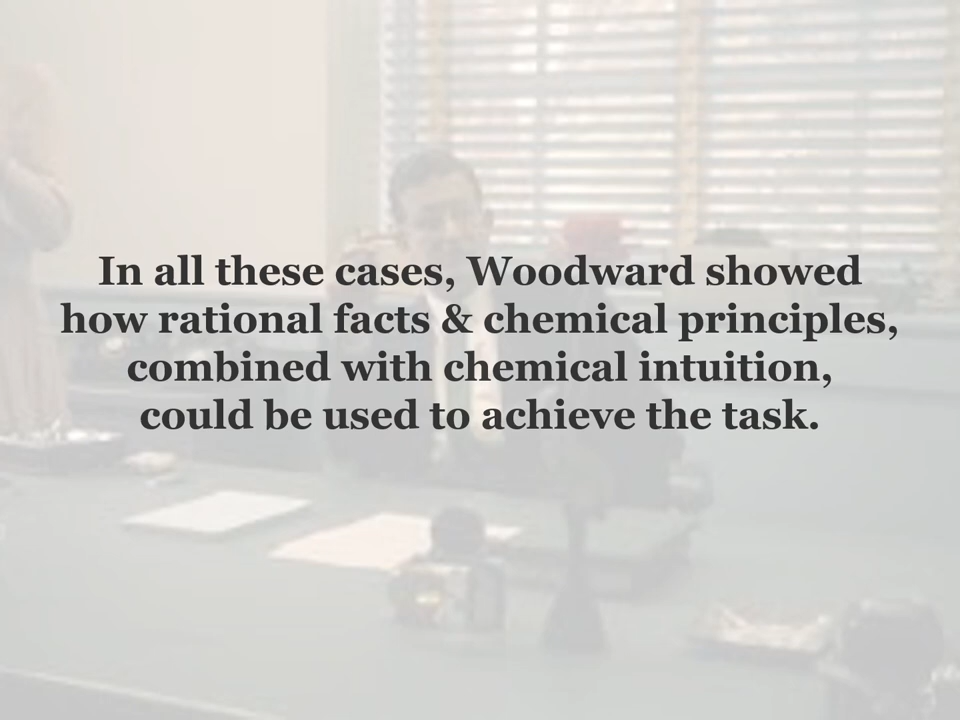 In all these cases, Woodward showed
how rational facts & chemical principles,
combined with chemical intuition,
could be used to achieve the task.